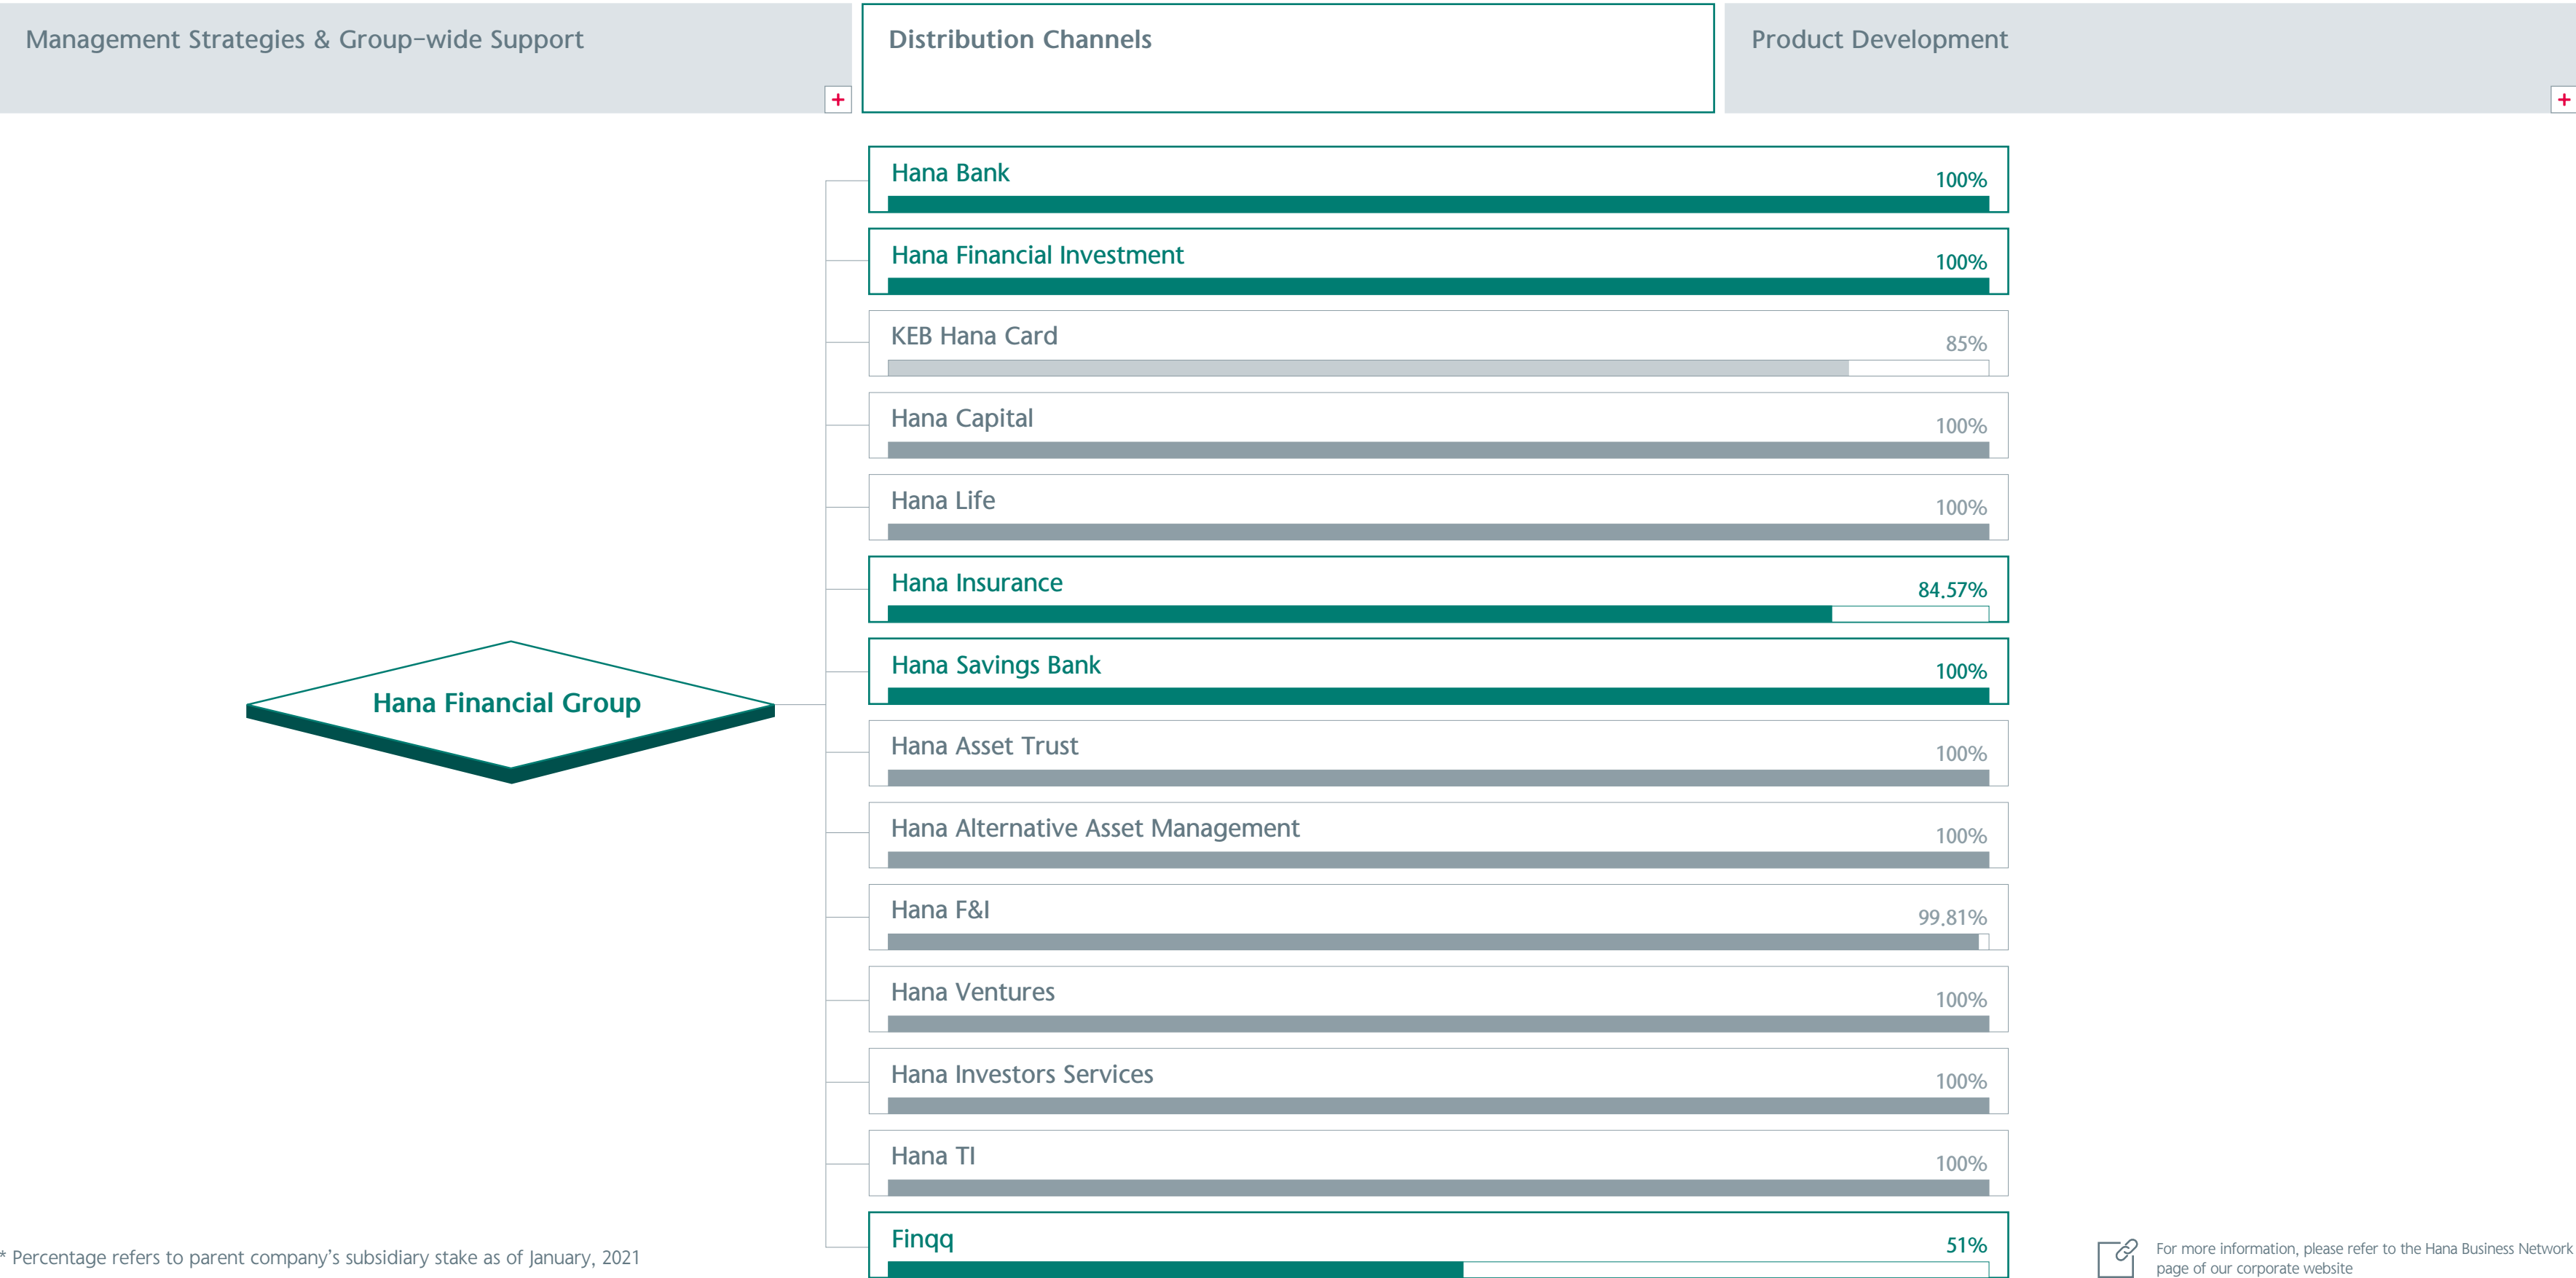 Management Strategies & Group-wide Support
Distribution Channels
Product Development
+
+
Hana Bank
100%
Hana Financial Investment
100%
KEB Hana Card
85%
Hana Capital
100%
Hana Life
100%
Hana Insurance
84.57%
Hana Savings Bank
100%
Hana Financial Group
Hana Asset Trust
100%
Hana Alternative Asset Management
100%
Hana F&I
99.81%
Hana Ventures
100%
Hana Investors Services
100%
Hana TI
100%
Finqq
51%
* Percentage refers to parent company's subsidiary stake as of January, 2021
For more information, please refer to the Hana Business Network
page of our corporate website